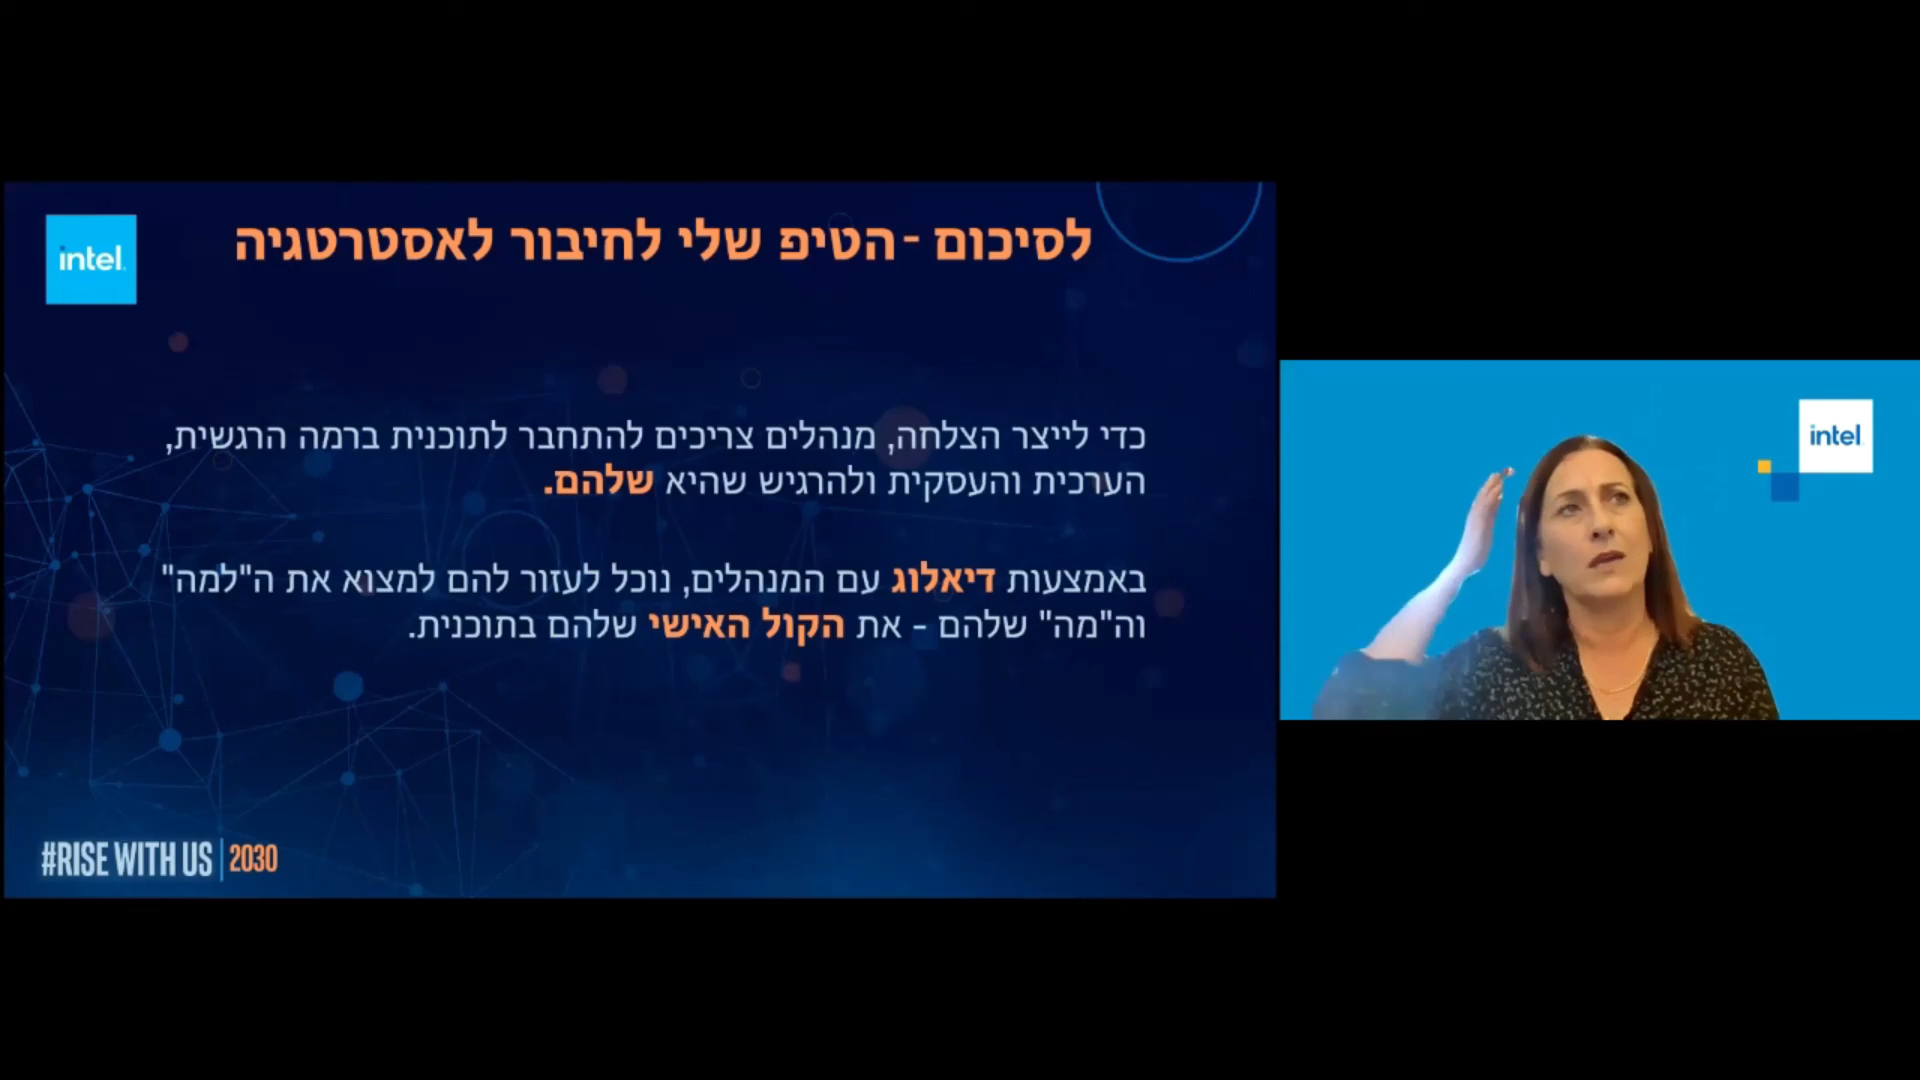 לסיכום - הטיפ שלי לחיבור לאסטרטגיה
intel.
כדי לייצר הצלחה, מנהלים צריכים להתחבר לתוכנית ברמה הרגשית,
הערכית והעסקית ולהרגיש שהיא שלהם.
באמצעות דיאלוג עם המנהלים, נוכל לעזור להם למצוא את ה"למה"
וה"מה" שלהם - את הקול האישי שלהם בתוכנית.
#RISE WITH US | 2030
intel.